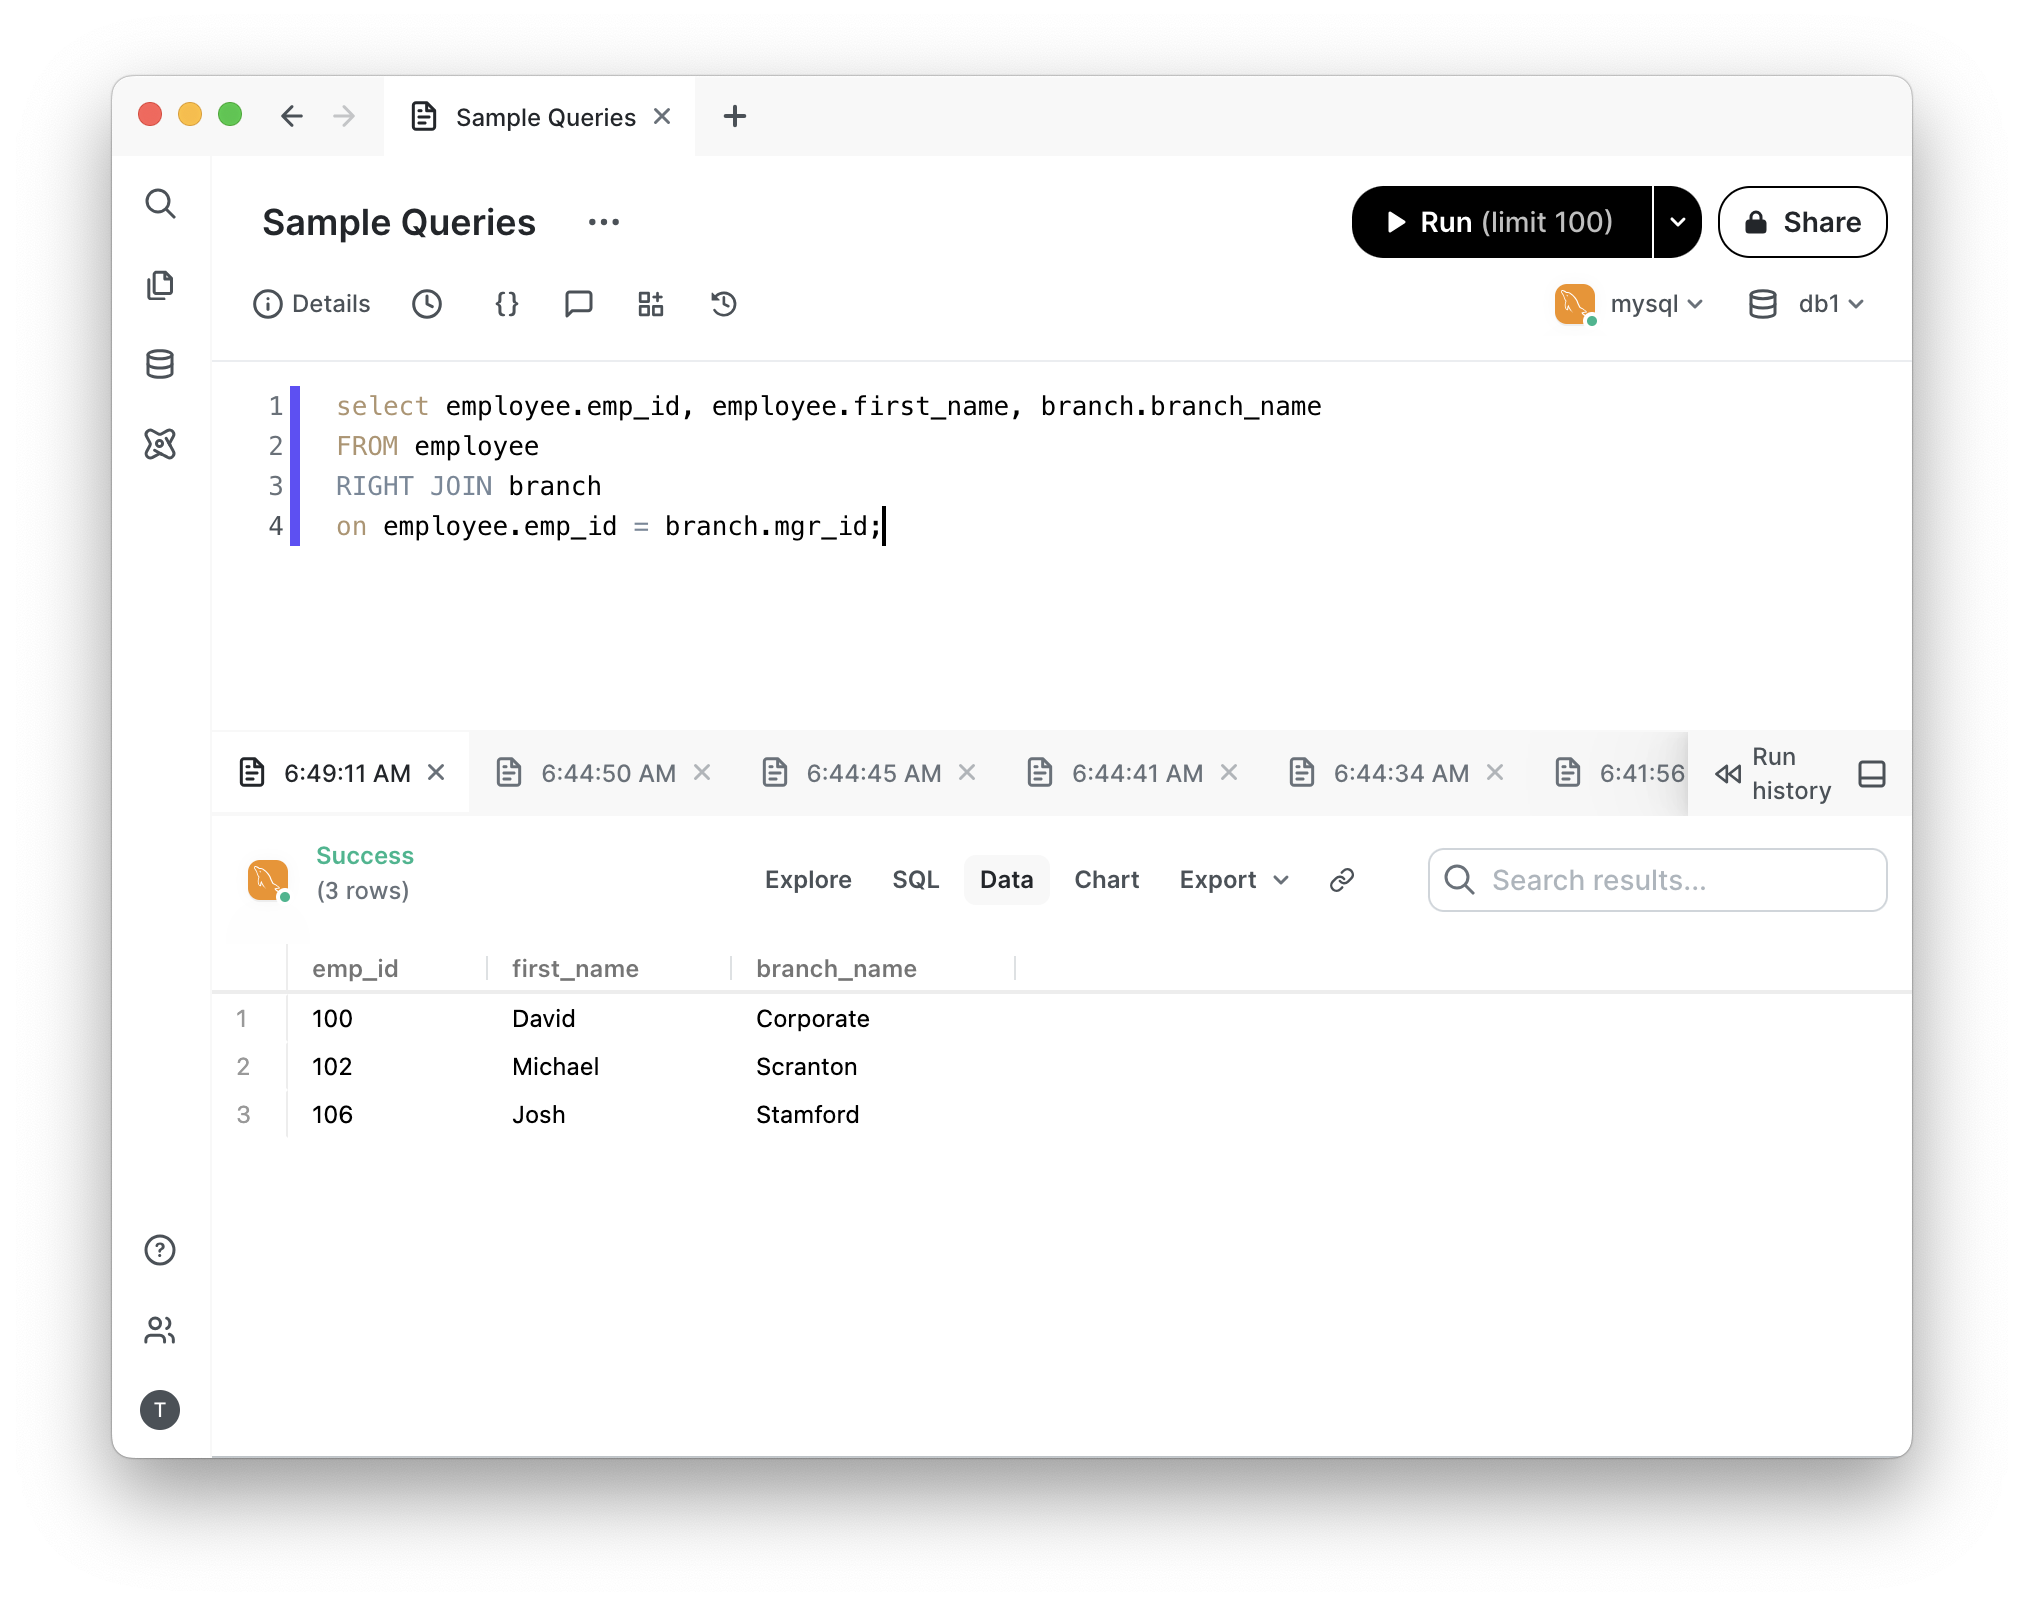 Sample Queries
Sample Queries
Run (limit 100)
Share
Details
mysql
db1
1 select employee.emp_id, employee.first_name, branch.branch_name
2 FROM employee
3 RIGHT JOIN branch
4 on employee.emp_id = branch.mgr_id;
6:49:11 AM
6:44:50 AM
6:44:45 AM
6:44:41 AM
6:44:34 AM
6:41:56
Run
history
Success
(3 rows)
Explore
SQL
Data
Chart
Export
Search results...
emp_id first_name branch_name
1 100 David Corporate
2 102 Michael Scranton
3 106 Josh Stamford
T